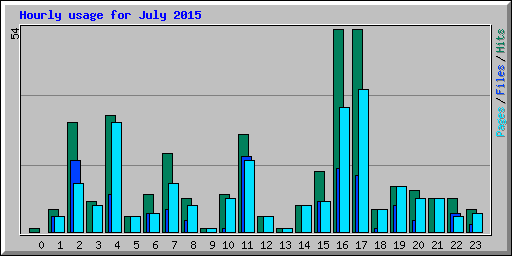 Hourly usage for July 2015
54
Pages / Files / Hits
0 1 2 3 4 5 6 7 8 9 10 11 12 13 14 15 16 17 18 19 20 21 22 23